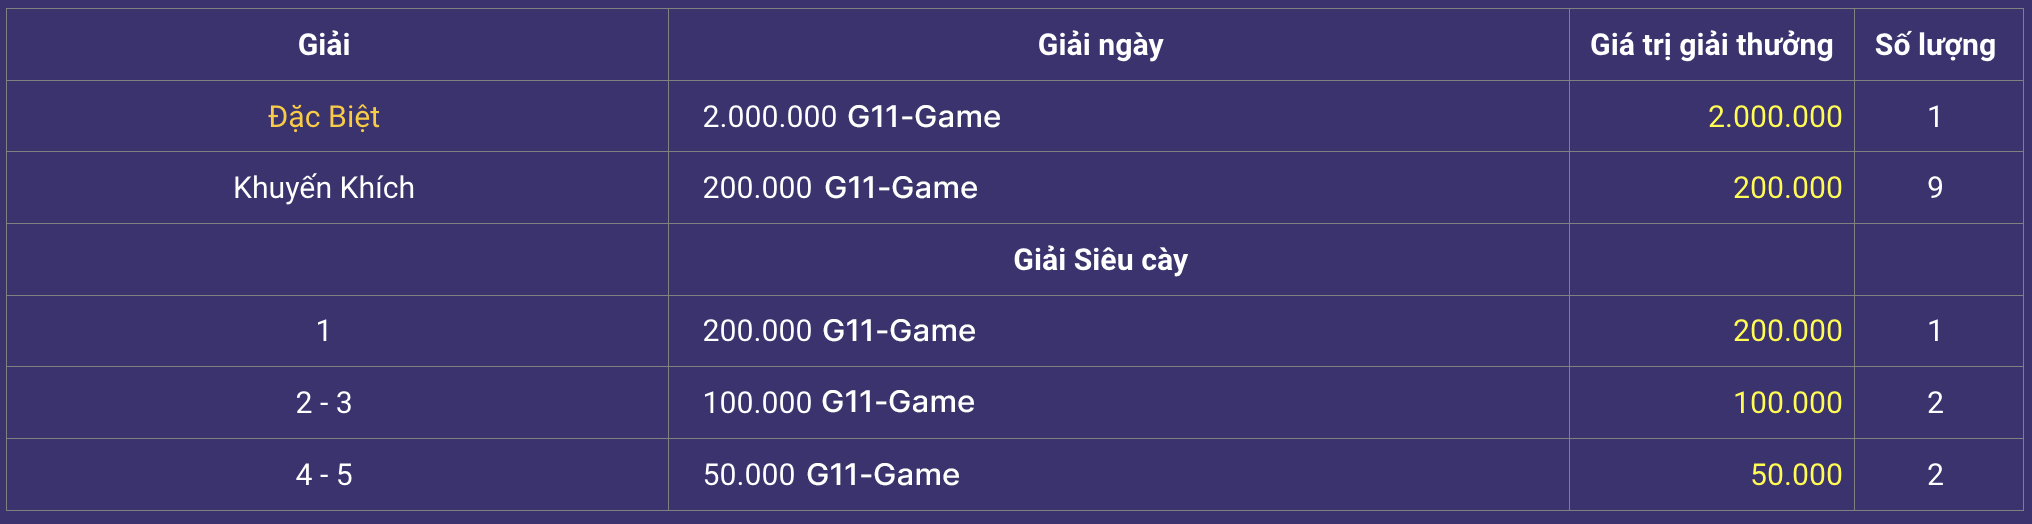 Giải Giải ngày Giá trị giải thưởng Số lượng
Đặc Biệt 2.000.000 G11-Game 2.000.000 1
Khuyến Khích 200.000 G11-Game 200.000 9
Giải Siêu cày
1 200.000 G11-Game 200.000 1
2 - 3 100.000 G11-Game 100.000 2
4 - 5 50.000 G11-Game 50.000 2